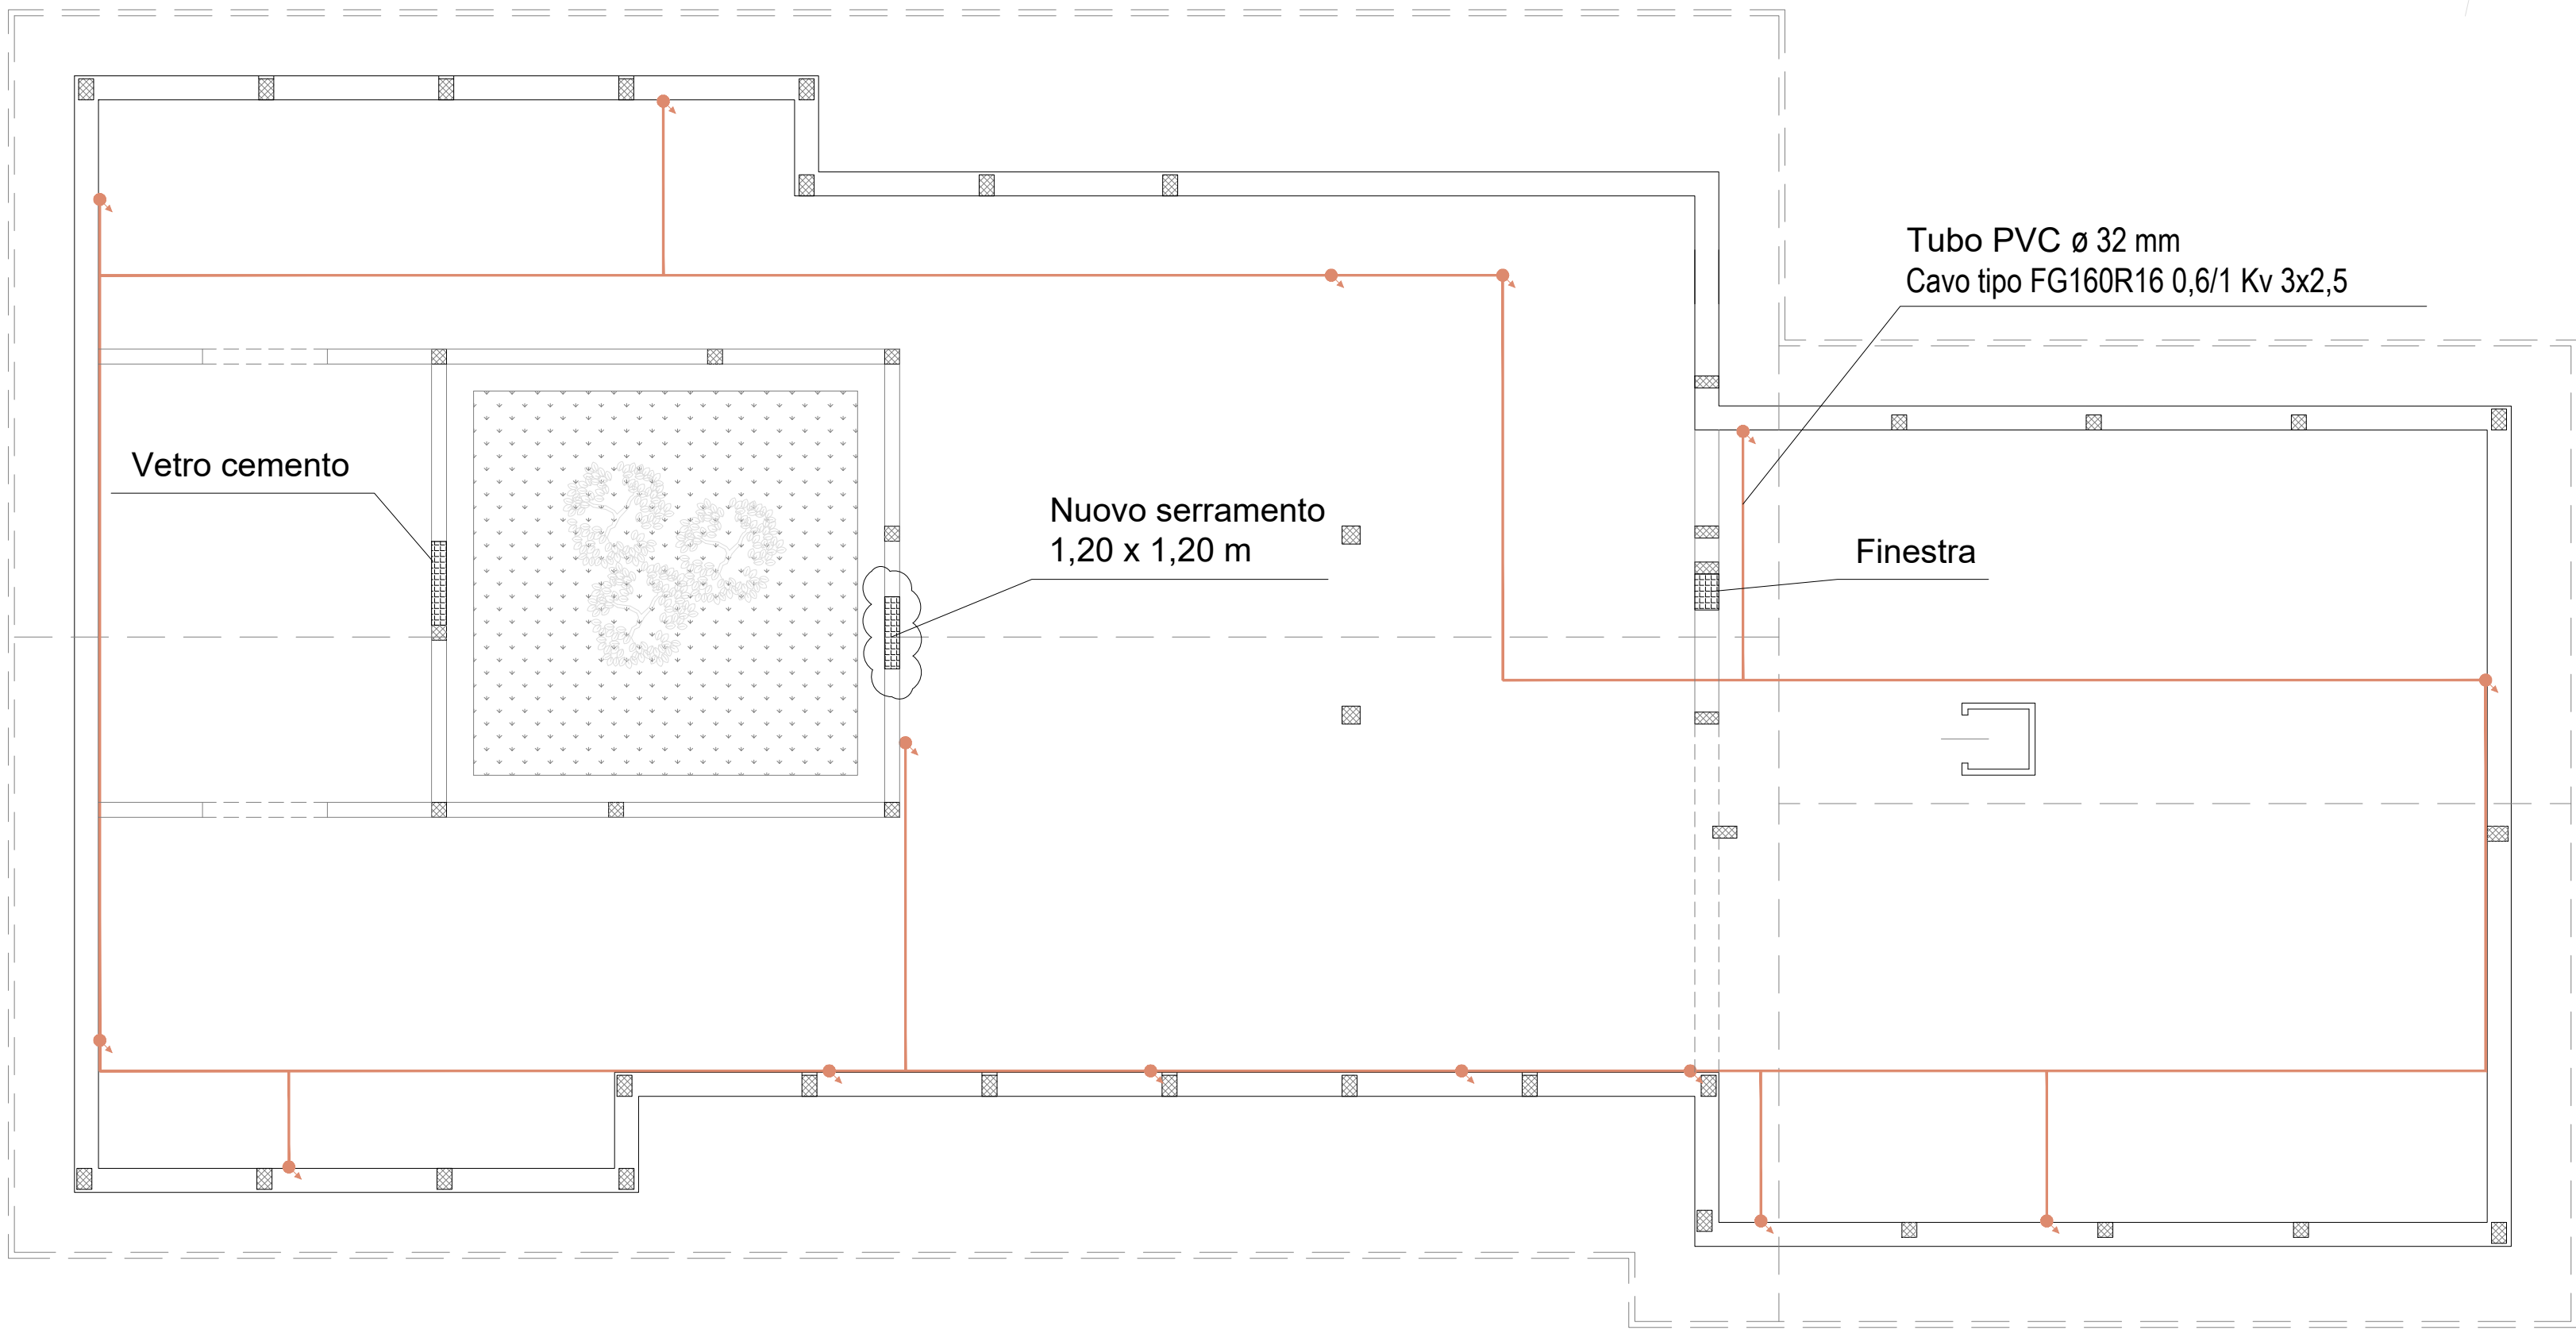 Tubo PVC ø 32 mm
Cavo tipo FG16OR16 0,6/1 Kv 3x2,5
Vetro cemento
Nuovo serramento
1,20 x 1,20 m
Finestra